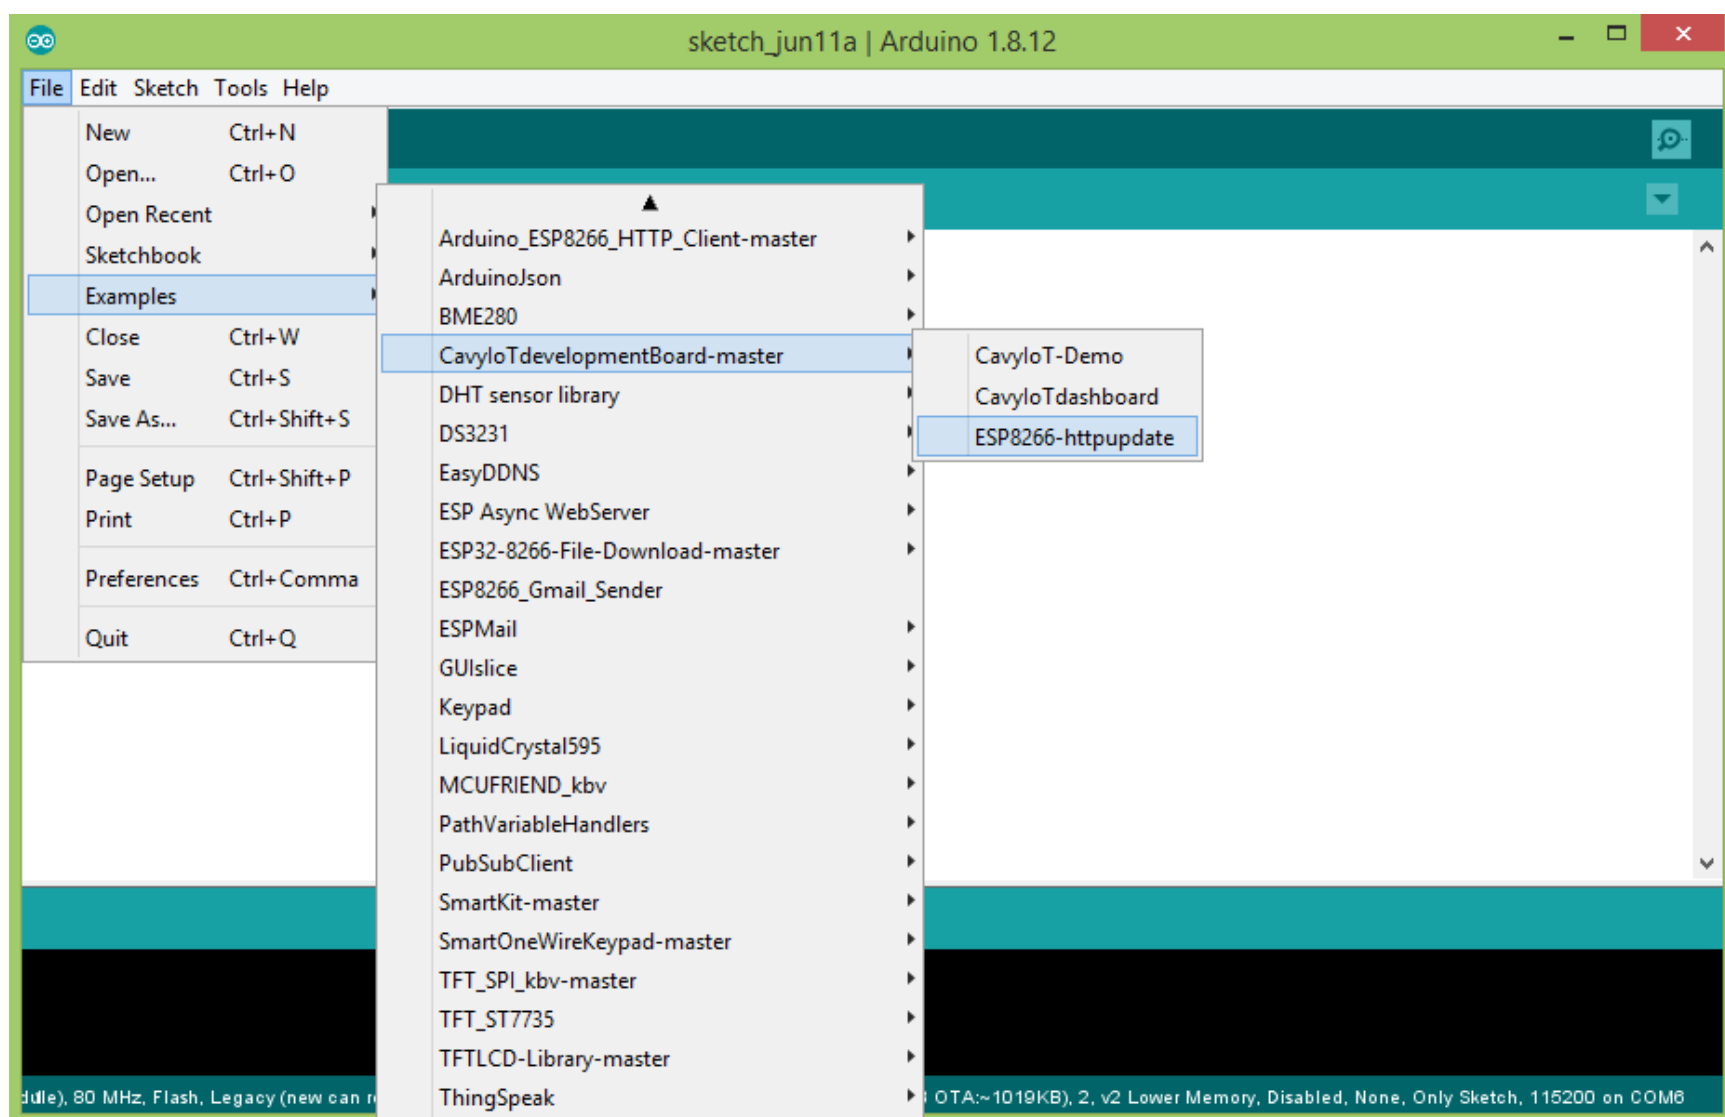 sketch_jun11a | Arduino 1.8.12
File Edit Sketch Tools Help
New Ctrl+N
Open... Ctrl+O
Open Recent
Sketchbook
Examples
Close Ctrl+W
Save Ctrl+S
Save As... Ctrl+Shift+S
Page Setup Ctrl+Shift+P
Print Ctrl+P
Preferences Ctrl+Comma
Quit Ctrl+Q
Arduino_ESP8266_HTTP_Client-master
ArduinoJson
BME280
CavyIoTdevelopmentBoard-master
DHT sensor library
DS3231
EasyDDNS
ESP Async WebServer
ESP32-8266-File-Download-master
ESP8266_Gmail_Sender
ESPMail
GUIslice
Keypad
LiquidCrystal595
MCUFRIEND_kbv
PathVariableHandlers
PubSubClient
SmartKit-master
SmartOneWireKeypad-master
TFT_SPI_kbv-master
TFT_ST7735
TFTLCD-Library-master
ThingSpeak
CavyIoT-Demo
CavyIoTdashboard
ESP8266-httpupdate
80 MHz, Flash, Legacy (new can OTA:~1019KB), 2, v2 Lower Memory, Disabled, None, Only Sketch, 115200 on COM6